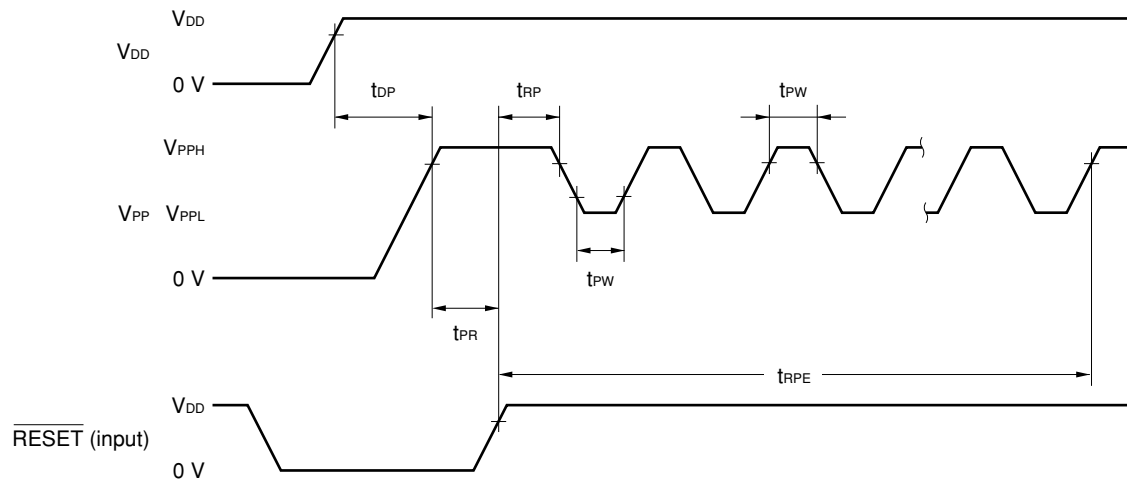 VDD
VDD
0 V
tDP
tRP
tPW
VPPH
VPP VPPL
tPW
0 V
tPR
tRPE
VDD
RESET (input)
0 V